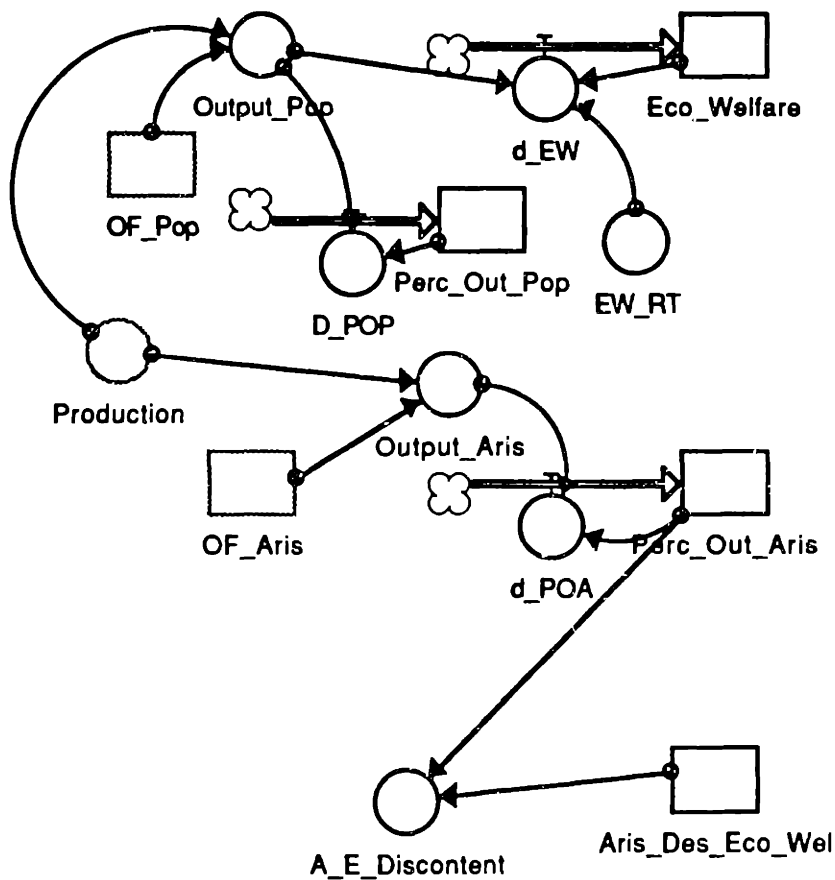 Output_Pop
Eco_Welfare
d_EW
OF_Pop
Perc_Out_Pop
EW_RT
D_POP
Production
Output_Aris
OF_Aris
Perc_Out_Aris
d_POA
Aris_Des_Eco_Wel
A_E_Discontent